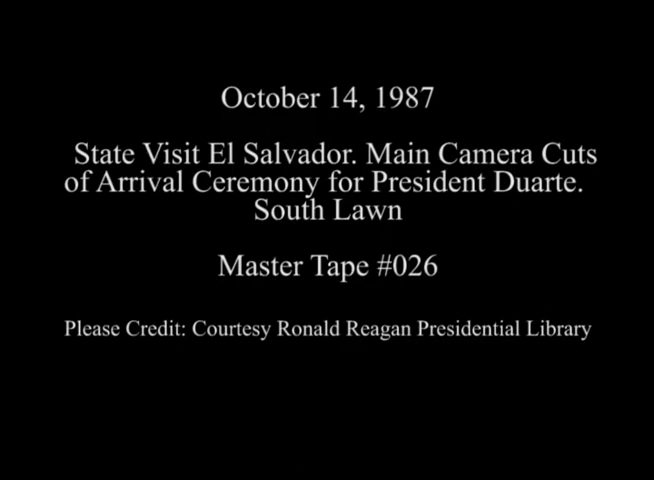 October 14, 1987
State Visit El Salvador. Main Camera Cuts
of Arrival Ceremony for President Duarte.
South Lawn
Master Tape #026
Please Credit: Courtesy Ronald Reagan Presidential Library